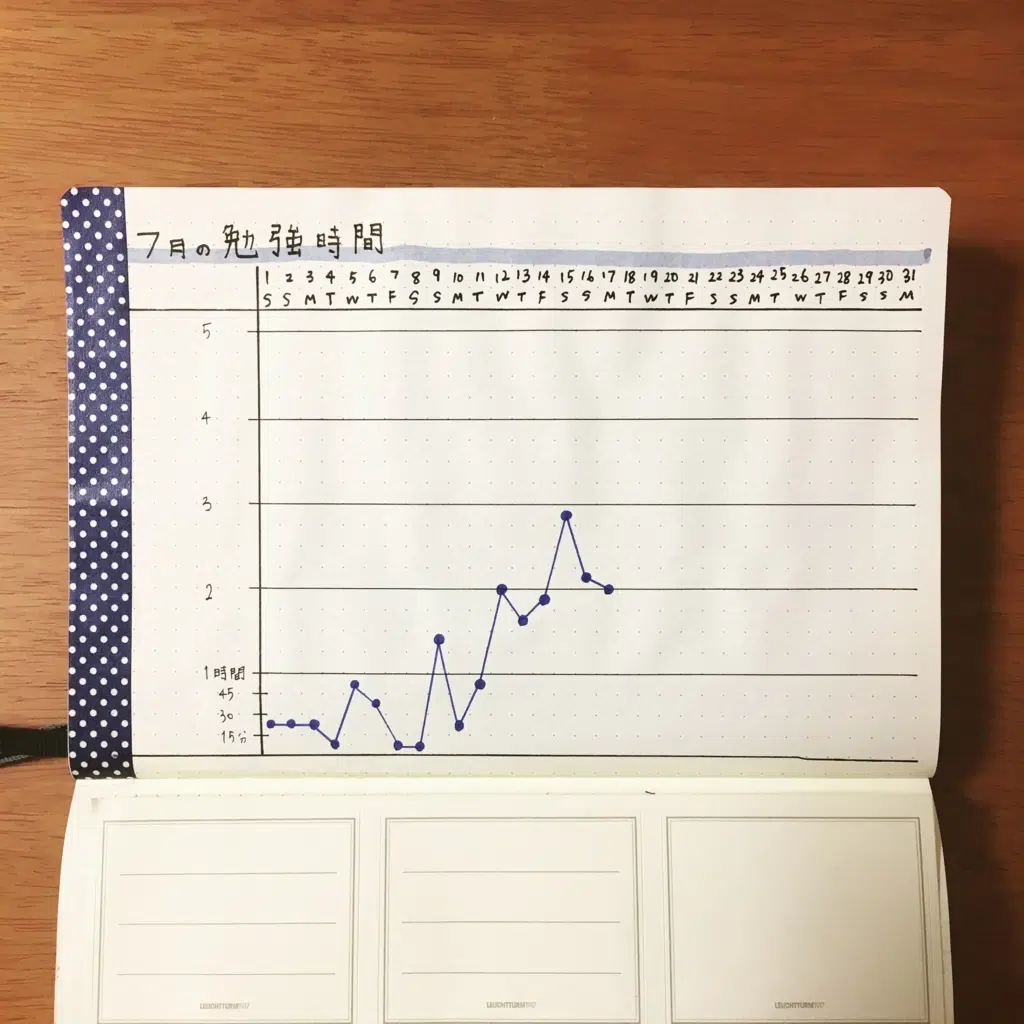 7月の勉強時間
1 2 3 4 5 6 7 8 9 10 11 12 13 14 15 16 17 18 19 20 21 22 23 24 25 26 27 28 29 30 31
S S M T W T F S S M T W T F S S M T W T F S S M T W T F S S M
5
4
3
2
1時間
45
30
15分
LEUCHTTURM1917 LEUCHTTURM1917 LEUCHTTURM1917